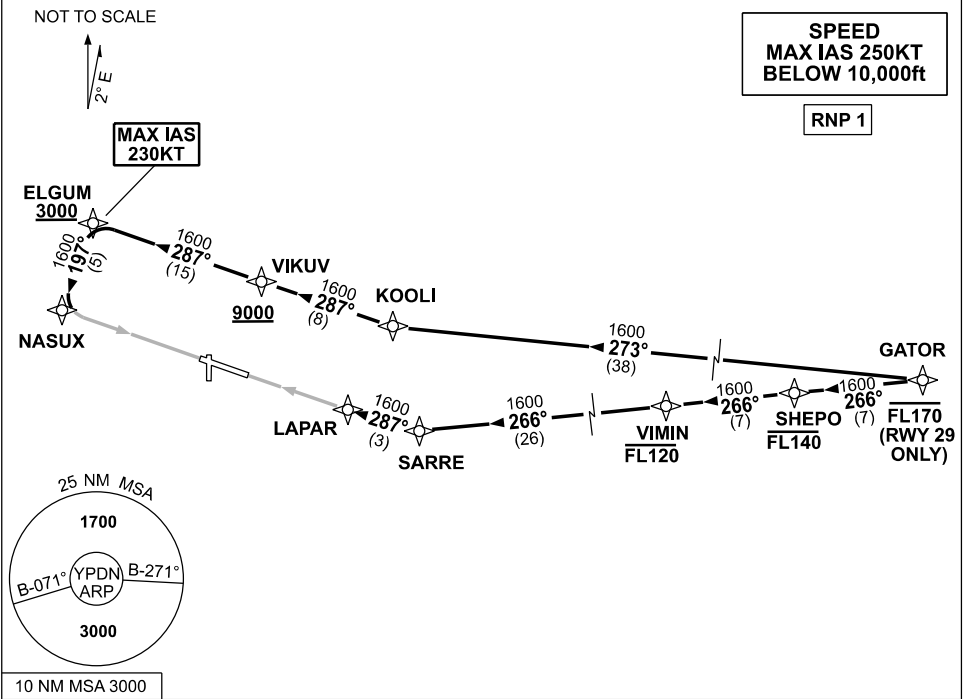 NOT TO SCALE
2° E
SPEED
MAX IAS 250KT
BELOW 10,000ft
RNP 1
MAX IAS
230KT
ELGUM
3000
1600
197°
(5)
NASUX
1600
287°
(15)
VIKUV
9000
1600
287°
(8)
KOOLI
1600
273°
(38)
GATOR
FL170
(RWY 29
ONLY)
1600
266°
(7)
SHEPO
FL140
1600
266°
(7)
VIMIN
FL120
1600
266°
(26)
SARRE
1600
287°
(3)
LAPAR
25 NM MSA
1700
B-071°
YPDN
ARP
B-271°
3000
10 NM MSA 3000